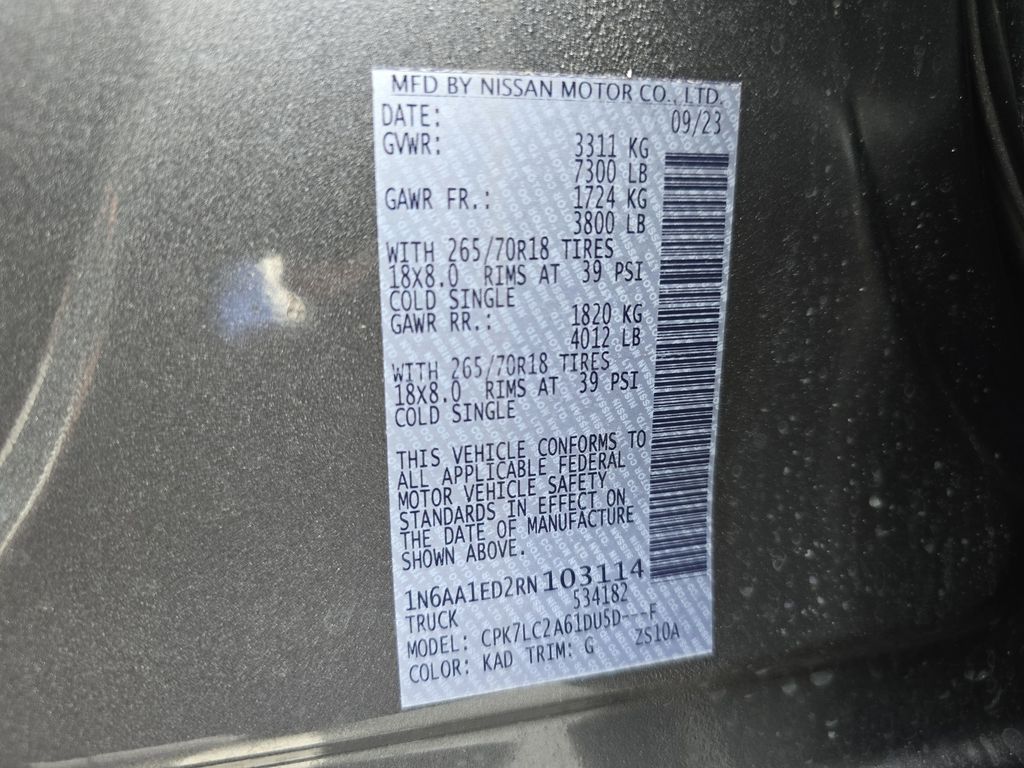 MFD BY NISSAN MOTOR CO., LTD.
DATE: 09/23
GVWR: 3311 KG
7300 LB
GAWR FR.: 1724 KG
3800 LB
WITH 265/70R18 TIRES
18X8.0 RIMS AT 39 PSI
COLD SINGLE
GAWR RR.: 1820 KG
4012 LB
WITH 265/70R18 TIRES
18X8.0 RIMS AT 39 PSI
COLD SINGLE
THIS VEHICLE CONFORMS TO
ALL APPLICABLE FEDERAL
MOTOR VEHICLE SAFETY
STANDARDS IN EFFECT ON
THE DATE OF MANUFACTURE
SHOWN ABOVE.
1N6AA1ED2RN103114
TRUCK 534182
MODEL: CPK7LC2A61DU5D---F
COLOR: KAD TRIM: G ZS10A